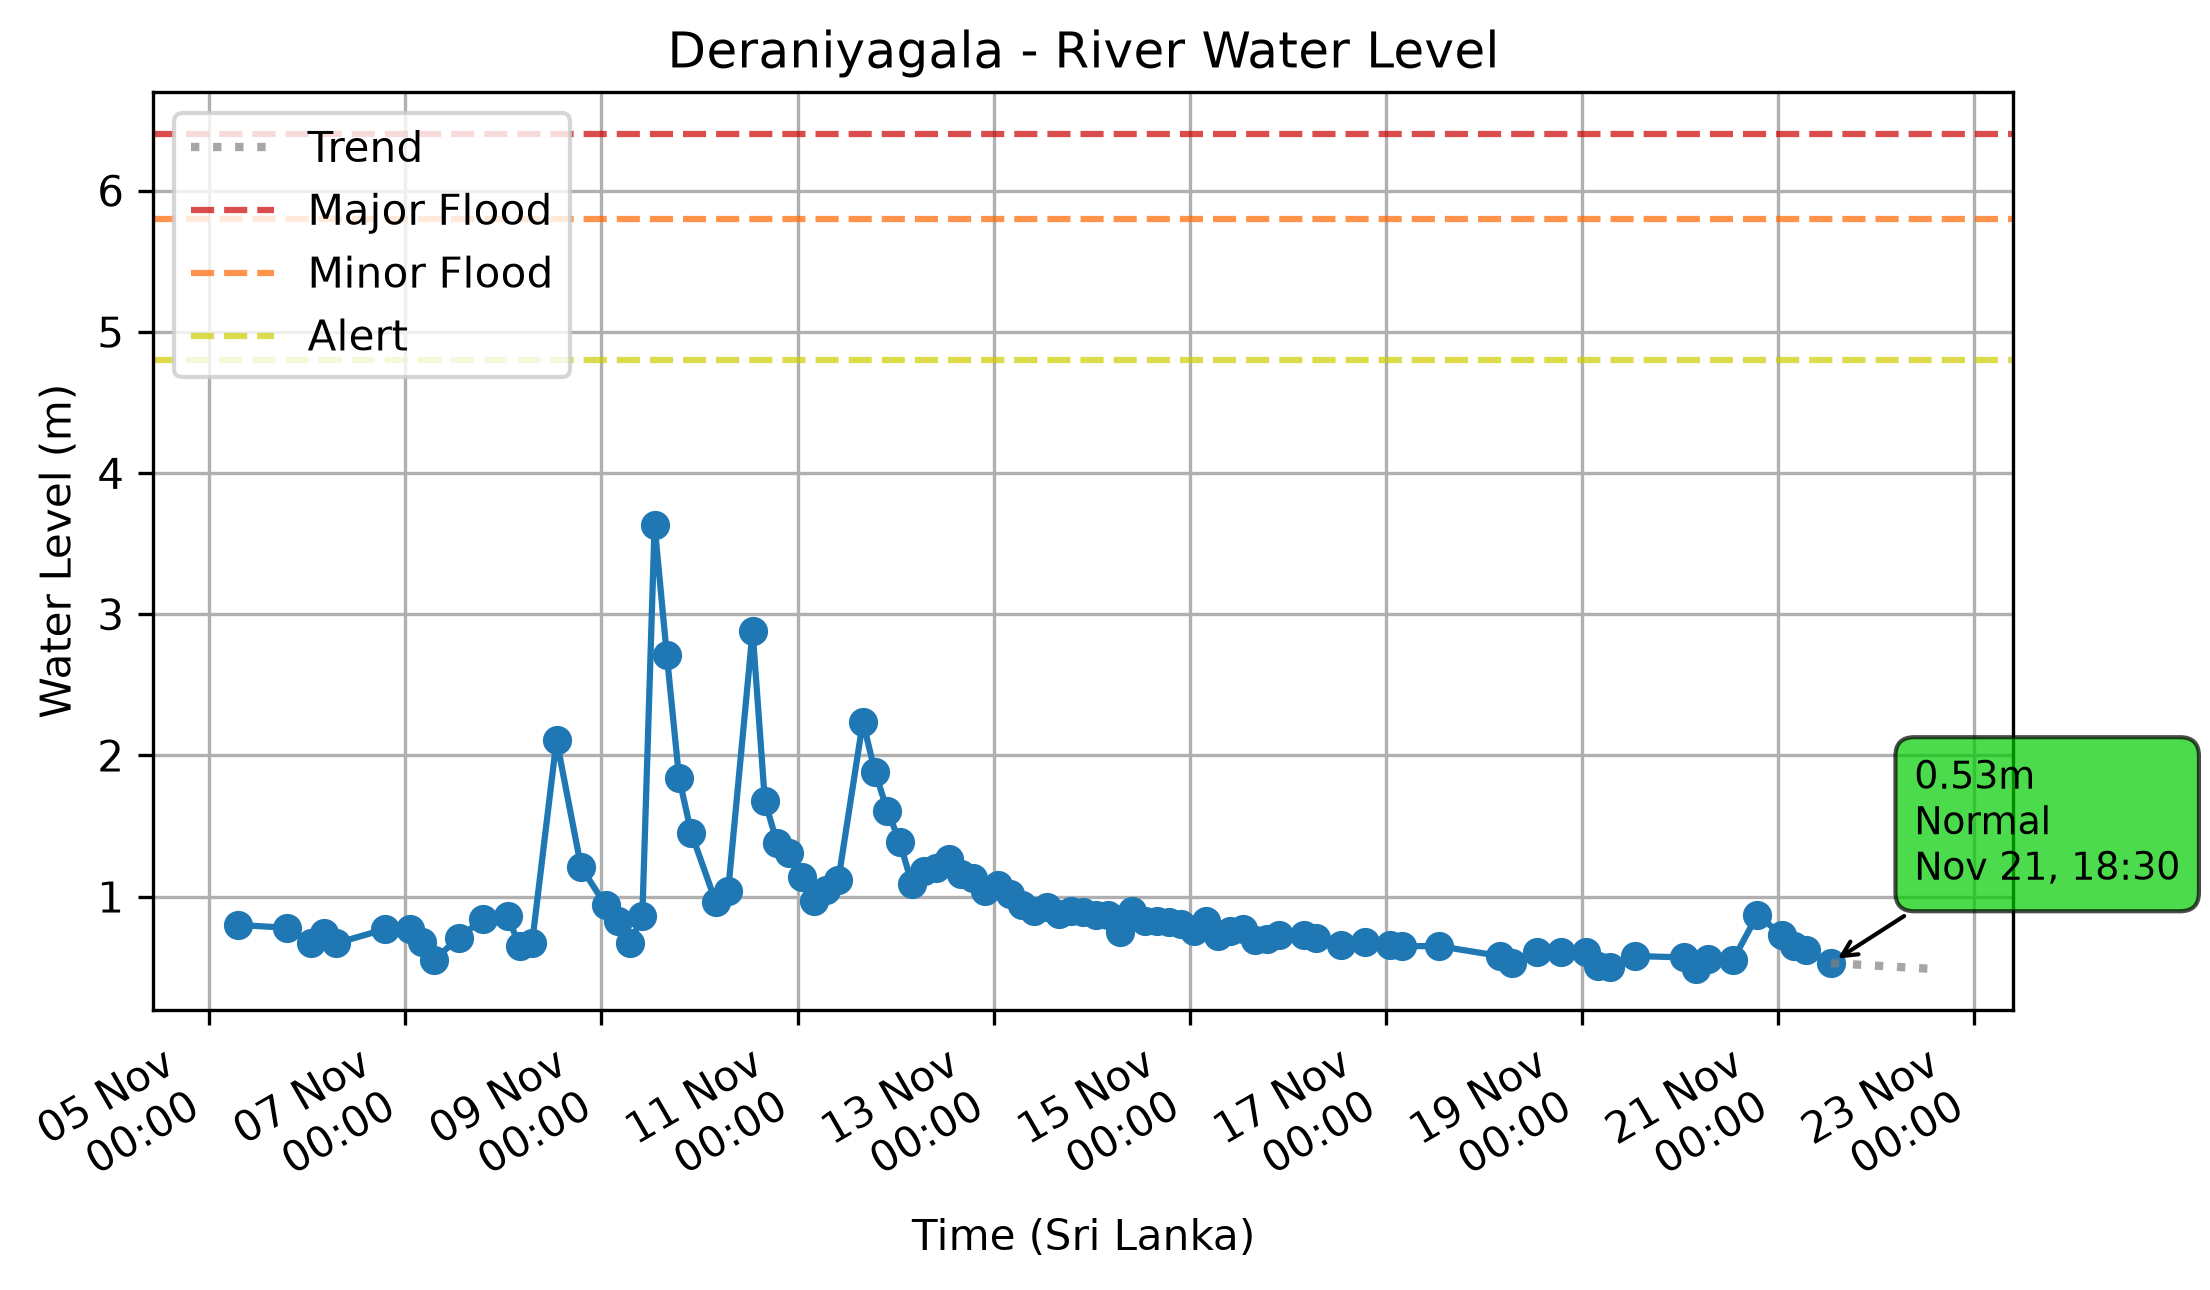 Deraniyagala - River Water Level
Trend
Major Flood
Minor Flood
Alert
Water Level (m)
6
5
4
3
2
1
0.53m
Normal
Nov 21, 18:30
05 Nov
00:00
07 Nov
00:00
09 Nov
00:00
11 Nov
00:00
13 Nov
00:00
15 Nov
00:00
17 Nov
00:00
19 Nov
00:00
21 Nov
00:00
23 Nov
00:00
Time (Sri Lanka)